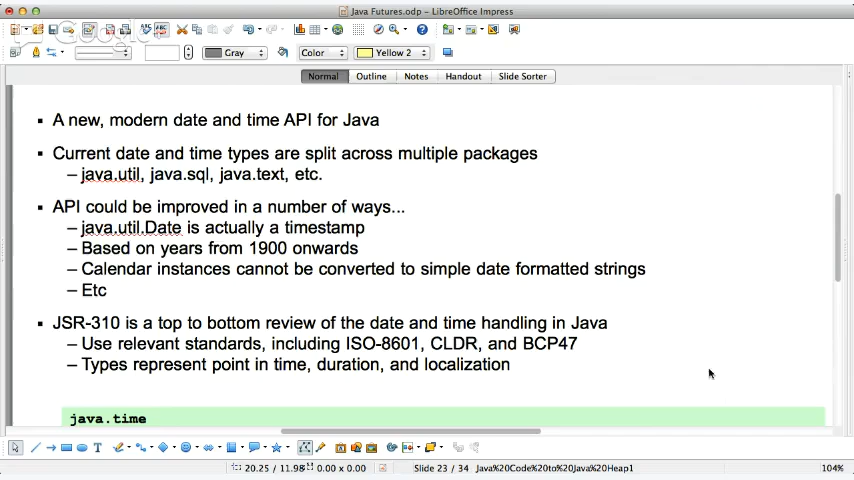 Java Futures.odp - LibreOffice Impress
Google
Gray
Color
Yellow 2
Normal Outline Notes Handout Slide Sorter
▪ A new, modern date and time API for Java
▪ Current date and time types are split across multiple packages
– java.util, java.sql, java.text, etc.
▪ API could be improved in a number of ways...
– java.util.Date is actually a timestamp
– Based on years from 1900 onwards
– Calendar instances cannot be converted to simple date formatted strings
– Etc
▪ JSR-310 is a top to bottom review of the date and time handling in Java
– Use relevant standards, including ISO-8601, CLDR, and BCP47
– Types represent point in time, duration, and localization
java.time
20.25 / 11.98 0.00 x 0.00 Slide 23 / 34 Java%20Code%20to%20Java%20Heap1 104%